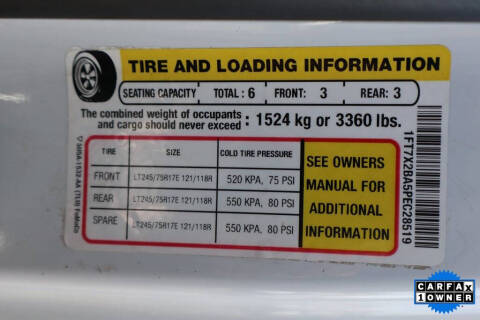 TIRE AND LOADING INFORMATION
SEATING CAPACITY TOTAL : 6 FRONT: 3 REAR: 3
The combined weight of occupants
and cargo should never exceed : 1524 kg or 3360 lbs.
TIRE SIZE COLD TIRE PRESSURE
FRONT LT245/75R17E 121/118R 520 KPA, 75 PSI
REAR LT245/75R17E 121/118R 550 KPA, 80 PSI
SPARE LT245/75R17E 121/118R 550 KPA, 80 PSI
SEE OWNERS
MANUAL FOR
ADDITIONAL
INFORMATION
1FT7X2BA5PEC28519
CARFAX
1 OWNER